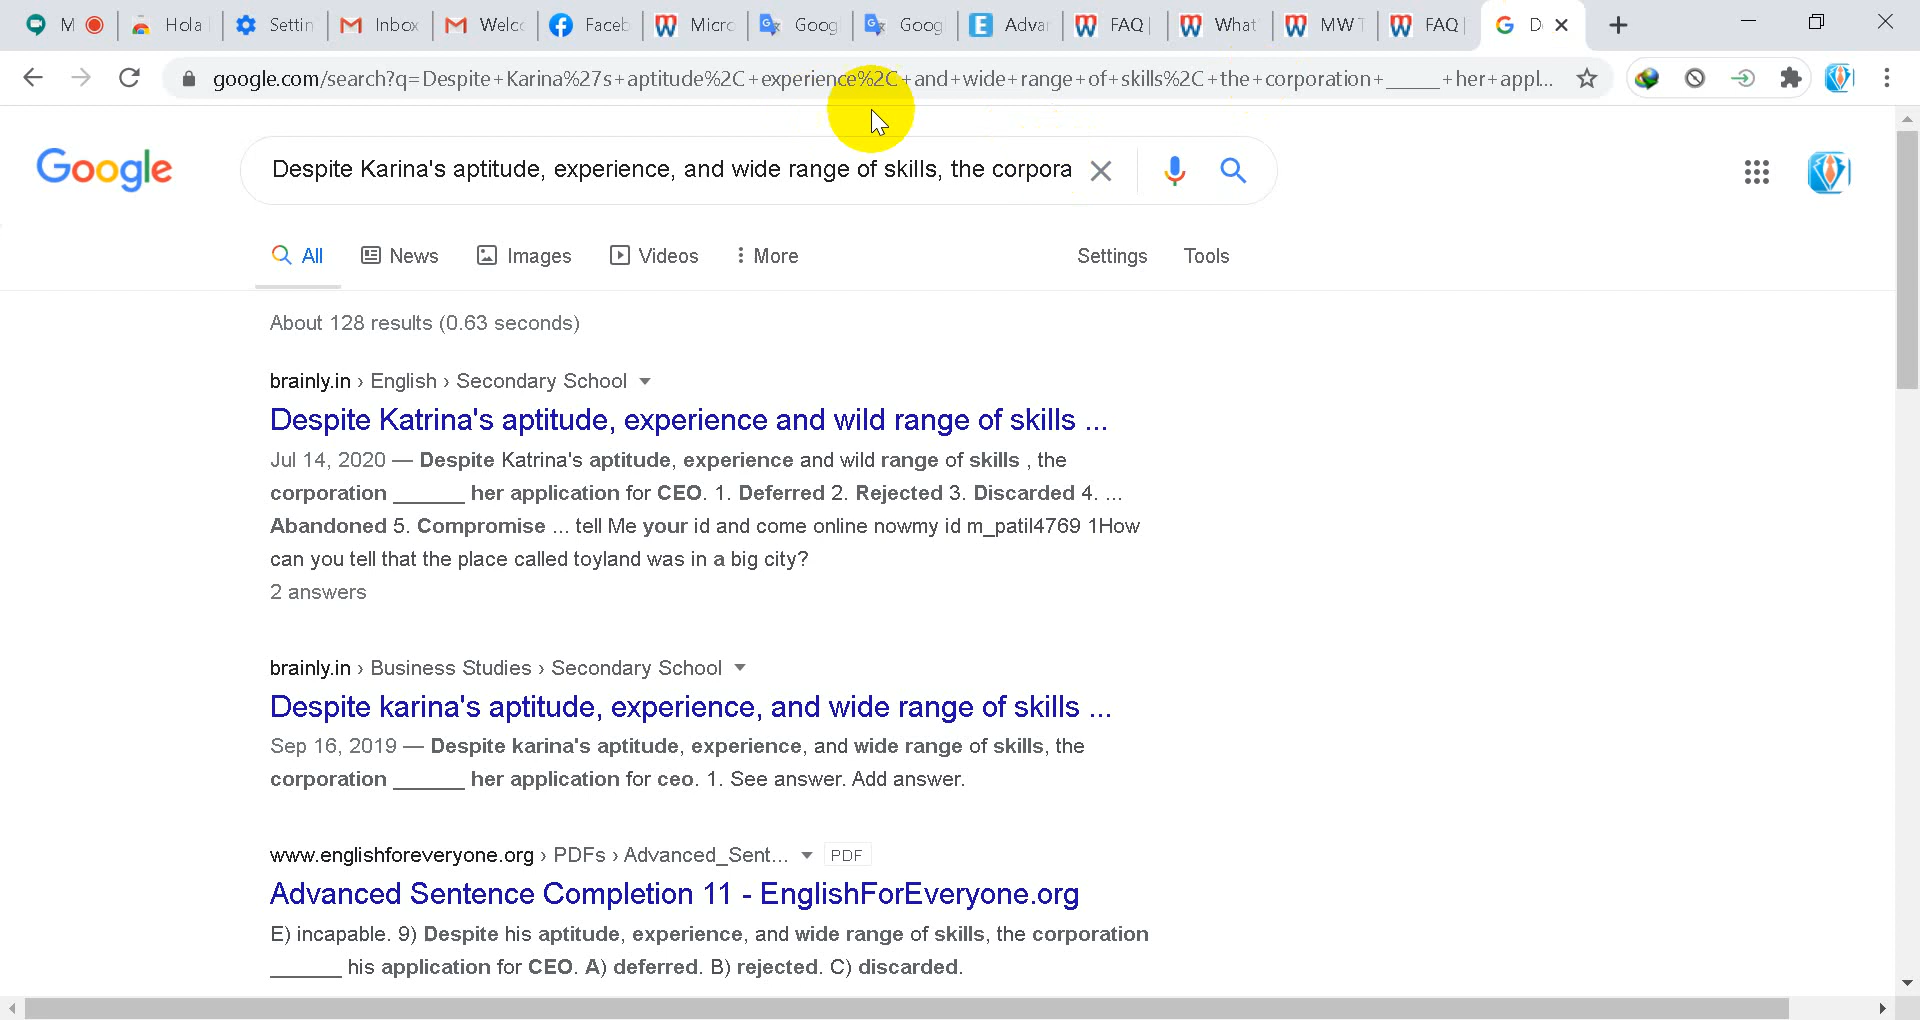 M Hola Settin Inbox Welc Faceb Micro Goog Goog Adva FAQ | What MW T FAQ | D
google.com/search?q=Despite+Karina%27s+aptitude%2C+experience%2C+and+wide+range+of+skills%2C+the+corporation+_____+her+appl...
Google
Despite Karina's aptitude, experience, and wide range of skills, the corpora
All News Images Videos More Settings Tools
About 128 results (0.63 seconds)
brainly.in › English › Secondary School
Despite Katrina's aptitude, experience and wild range of skills ...
Jul 14, 2020 — Despite Katrina's aptitude, experience and wild range of skills , the
corporation ______ her application for CEO. 1. Deferred 2. Rejected 3. Discarded 4. ...
Abandoned 5. Compromise ... tell Me your id and come online nowmy id m_patil4769 1How
can you tell that the place called toyland was in a big city?
2 answers
brainly.in › Business Studies › Secondary School
Despite karina's aptitude, experience, and wide range of skills ...
Sep 16, 2019 — Despite karina's aptitude, experience, and wide range of skills, the
corporation ______ her application for ceo. 1. See answer. Add answer.
www.englishforeveryone.org › PDFs › Advanced_Sent... PDF
Advanced Sentence Completion 11 - EnglishForEveryone.org
E) incapable. 9) Despite his aptitude, experience, and wide range of skills, the corporation
______ his application for CEO. A) deferred. B) rejected. C) discarded.